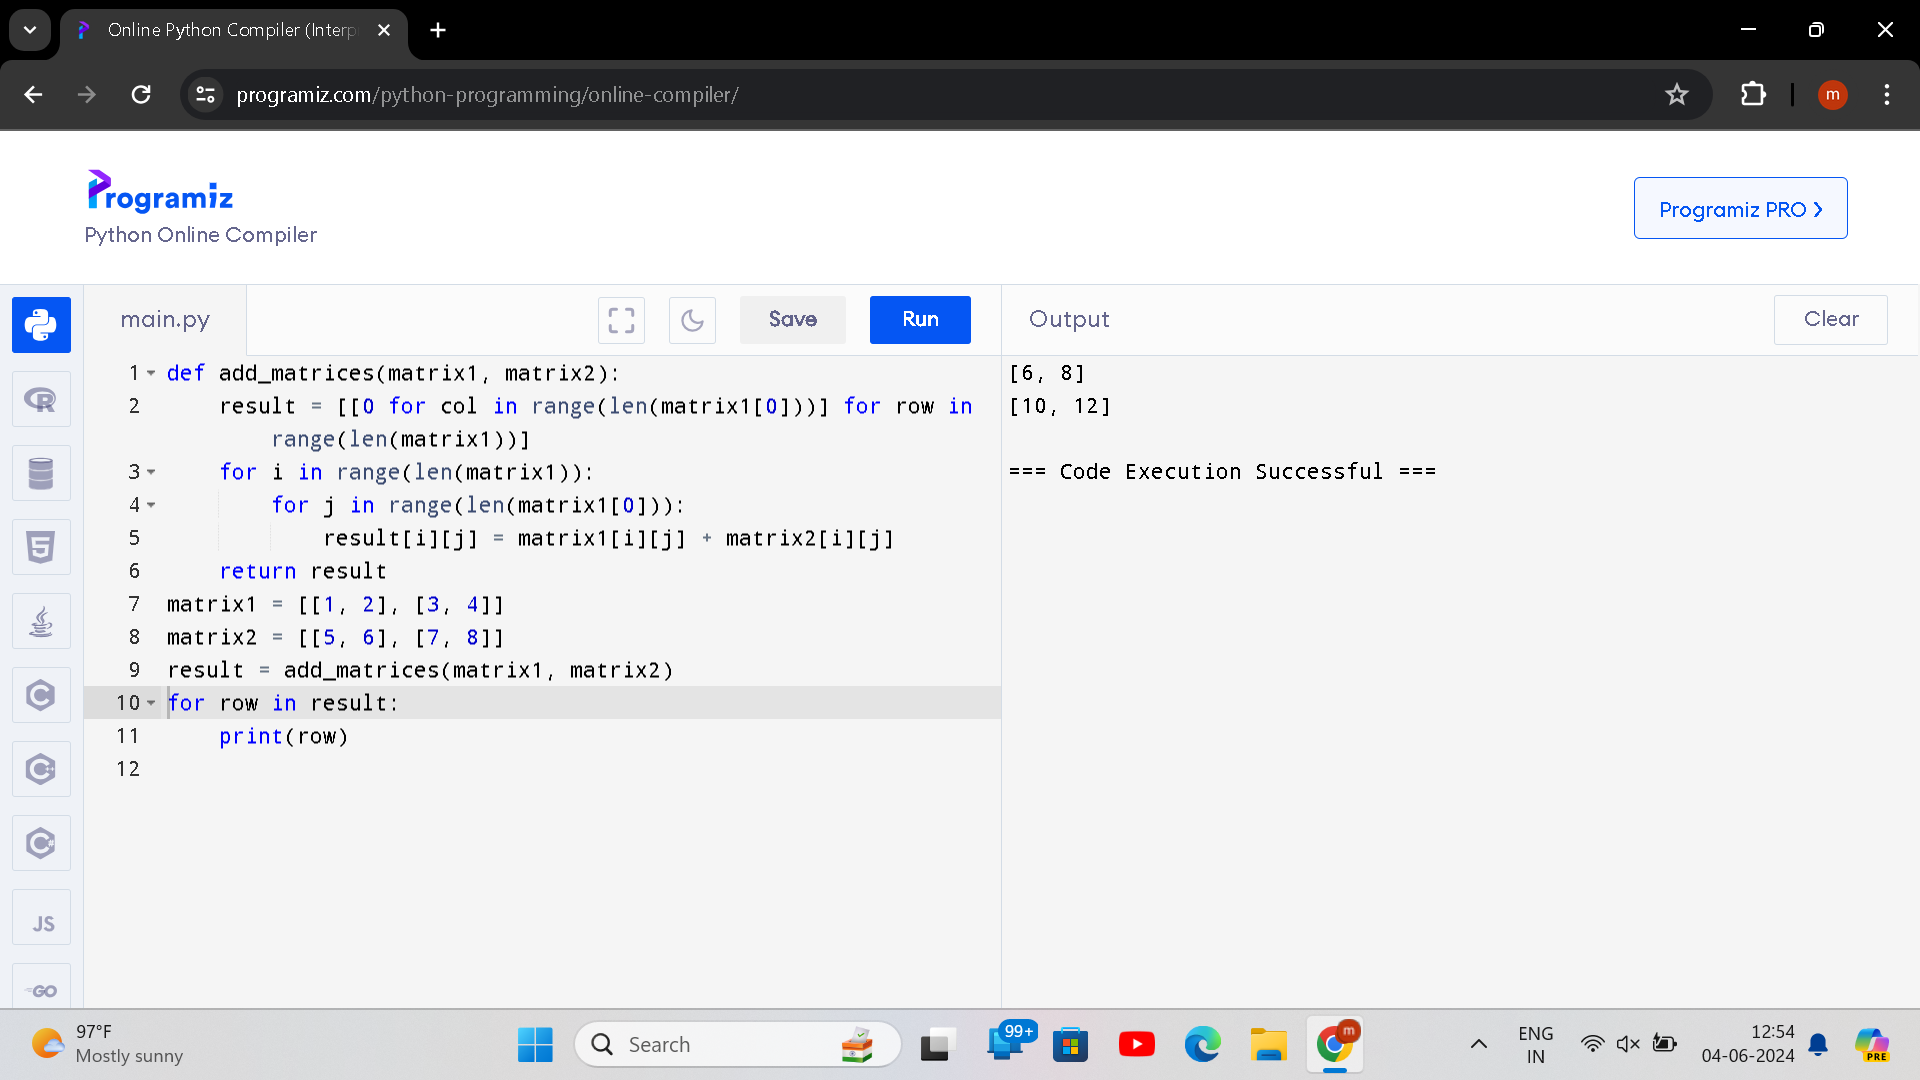 Online Python Compiler (Interp
programiz.com/python-programming/online-compiler/
m
Programiz
Python Online Compiler
Programiz PRO
main.py
Save
Run
Output
Clear
1 def add_matrices(matrix1, matrix2):
2 result = [[0 for col in range(len(matrix1[0]))] for row in
range(len(matrix1))]
3 for i in range(len(matrix1)):
4 for j in range(len(matrix1[0])):
5 result[i][j] = matrix1[i][j] + matrix2[i][j]
6 return result
7 matrix1 = [[1, 2], [3, 4]]
8 matrix2 = [[5, 6], [7, 8]]
9 result = add_matrices(matrix1, matrix2)
10 for row in result:
11 print(row)
12
[6, 8]
[10, 12]
=== Code Execution Successful ===
R
5
C
C++
C#
JS
GO
97°F
Mostly sunny
Search
99+
m
ENG
IN
12:54
04-06-2024
PRE